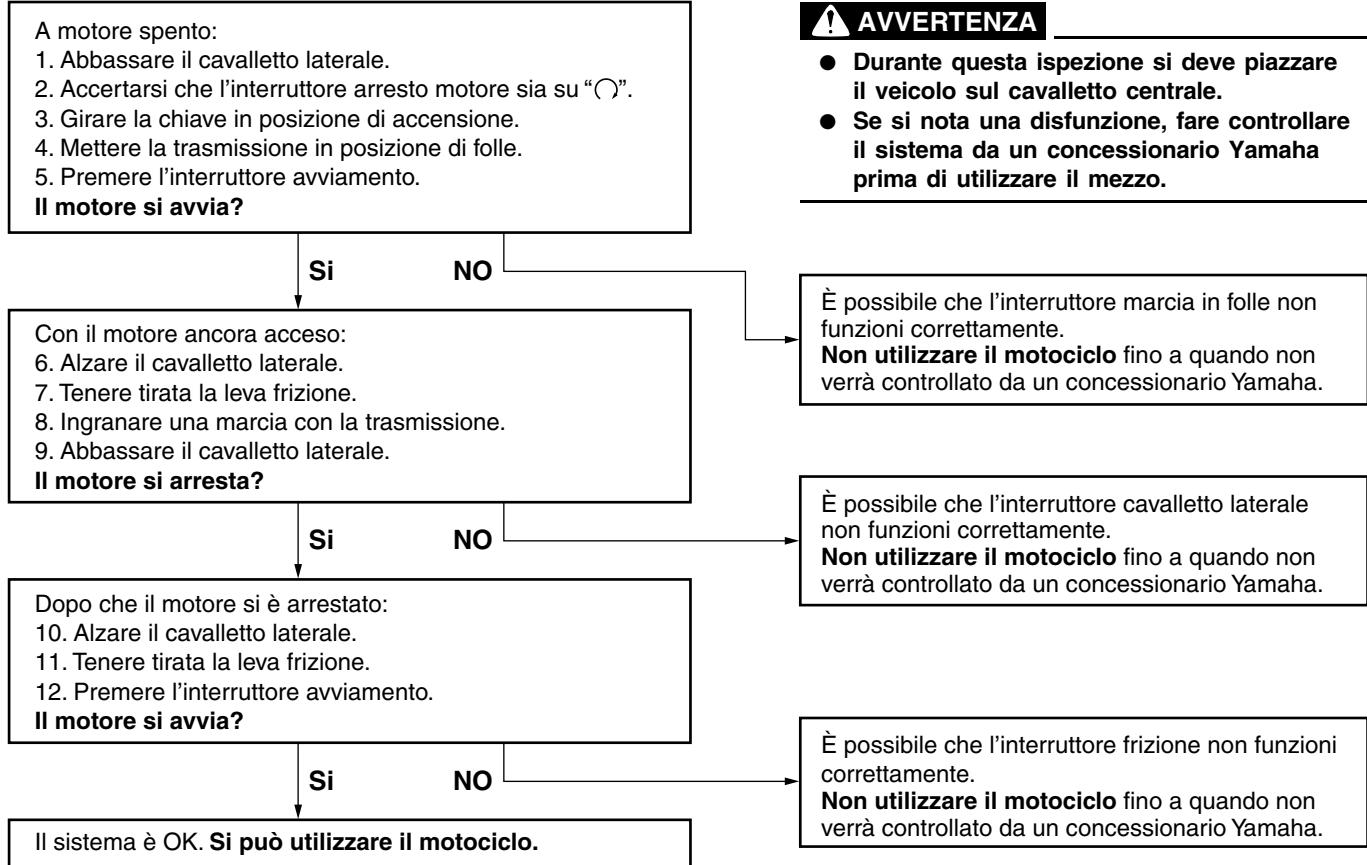 A motore spento:
1. Abbassare il cavalletto laterale.
2. Accertarsi che l'interruttore arresto motore sia su “○”.
3. Girare la chiave in posizione di accensione.
4. Mettere la trasmissione in posizione di folle.
5. Premere l'interruttore avviamento.
Il motore si avvia?
AVVERTENZA
● Durante questa ispezione si deve piazzare
il veicolo sul cavalletto centrale.
● Se si nota una disfunzione, fare controllare
il sistema da un concessionario Yamaha
prima di utilizzare il mezzo.
Si NO
È possibile che l'interruttore marcia in folle non
funzioni correttamente.
Non utilizzare il motociclo fino a quando non
verrà controllato da un concessionario Yamaha.
Con il motore ancora acceso:
6. Alzare il cavalletto laterale.
7. Tenere tirata la leva frizione.
8. Ingranare una marcia con la trasmissione.
9. Abbassare il cavalletto laterale.
Il motore si arresta?
Si NO
È possibile che l'interruttore cavalletto laterale
non funzioni correttamente.
Non utilizzare il motociclo fino a quando non
verrà controllato da un concessionario Yamaha.
Dopo che il motore si è arrestato:
10. Alzare il cavalletto laterale.
11. Tenere tirata la leva frizione.
12. Premere l'interruttore avviamento.
Il motore si avvia?
Si NO
È possibile che l'interruttore frizione non funzioni
correttamente.
Non utilizzare il motociclo fino a quando non
verrà controllato da un concessionario Yamaha.
Il sistema è OK. Si può utilizzare il motociclo.